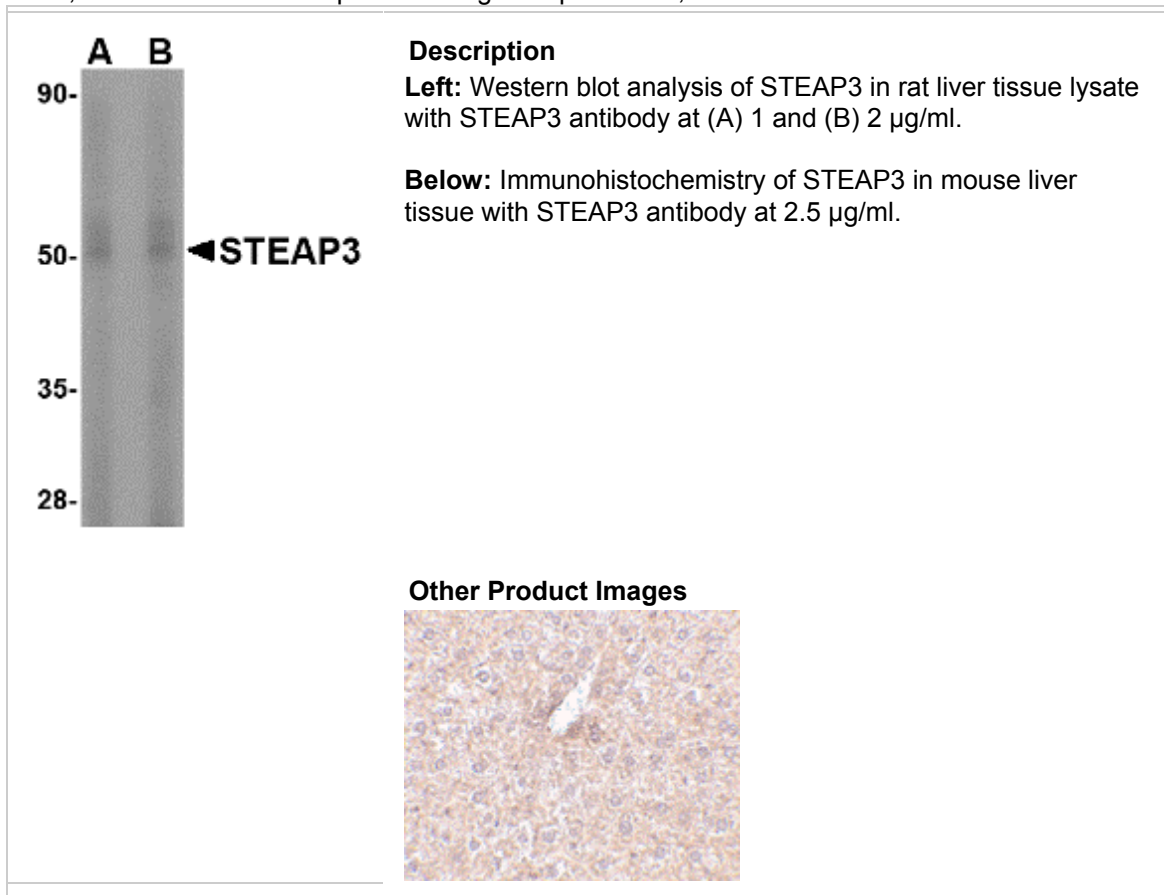 A B
90-
50-
STEAP3
35-
28-
Description
Left: Western blot analysis of STEAP3 in rat liver tissue lysate
with STEAP3 antibody at (A) 1 and (B) 2 µg/ml.
Below: Immunohistochemistry of STEAP3 in mouse liver
tissue with STEAP3 antibody at 2.5 µg/ml.
Other Product Images